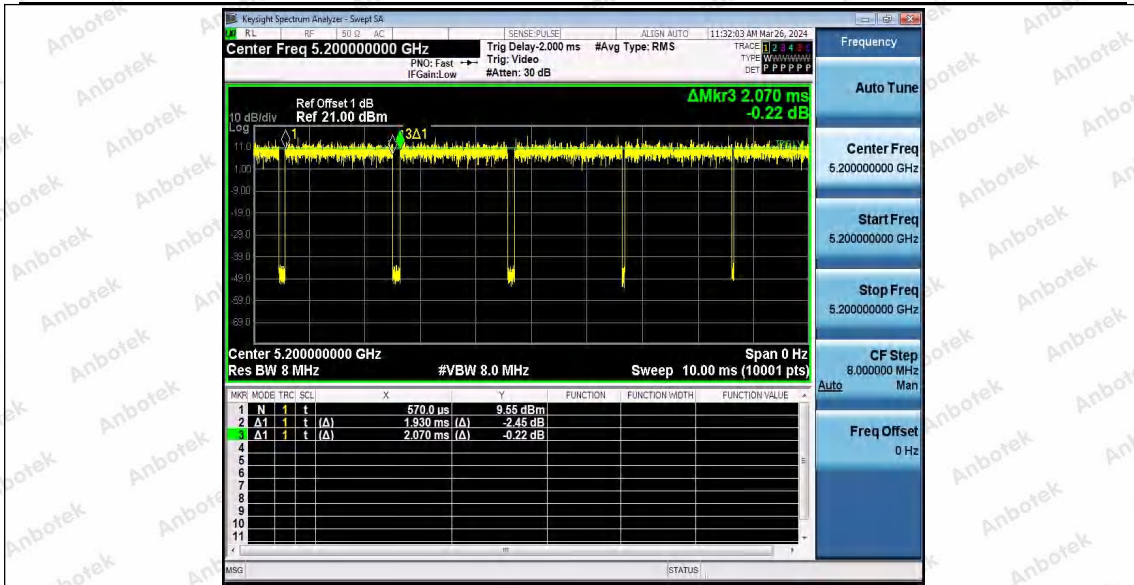 Keysight Spectrum Analyzer - Swept SA
RL RF 50 Ω AC SENSE:PULSE ALIGN AUTO 11:32:03 AM Mar 26, 2024
Center Freq 5.200000000 GHz
PNO: Fast
IFGain:Low
Trig Delay-2.000 ms
Trig: Video
#Atten: 30 dB
#Avg Type: RMS
TRACE 1 2 3 4 5 6
TYPE WWWWWW
DET P P P P P P
ΔMkr3 2.070 ms
-0.22 dB
10 dB/div
Log
Ref Offset 1 dB
Ref 21.00 dBm
1
3Δ1
11.0
1.00
-9.00
-19.0
-29.0
-39.0
-49.0
-59.0
-69.0
Center 5.200000000 GHz Span 0 Hz
Res BW 8 MHz #VBW 8.0 MHz Sweep 10.00 ms (10001 pts)
MKR MODE TRC SCL X Y FUNCTION FUNCTION WIDTH FUNCTION VALUE
1 N 1 t 570.0 µs 9.55 dBm
2 Δ1 1 t (Δ) 1.930 ms (Δ) -2.45 dB
3 Δ1 1 t (Δ) 2.070 ms (Δ) -0.22 dB
4
5
6
7
8
9
10
11
MSG STATUS
Frequency
Auto Tune
Center Freq
5.200000000 GHz
Start Freq
5.200000000 GHz
Stop Freq
5.200000000 GHz
CF Step
8.000000 MHz
Auto Man
Freq Offset
0 Hz
Anbotek